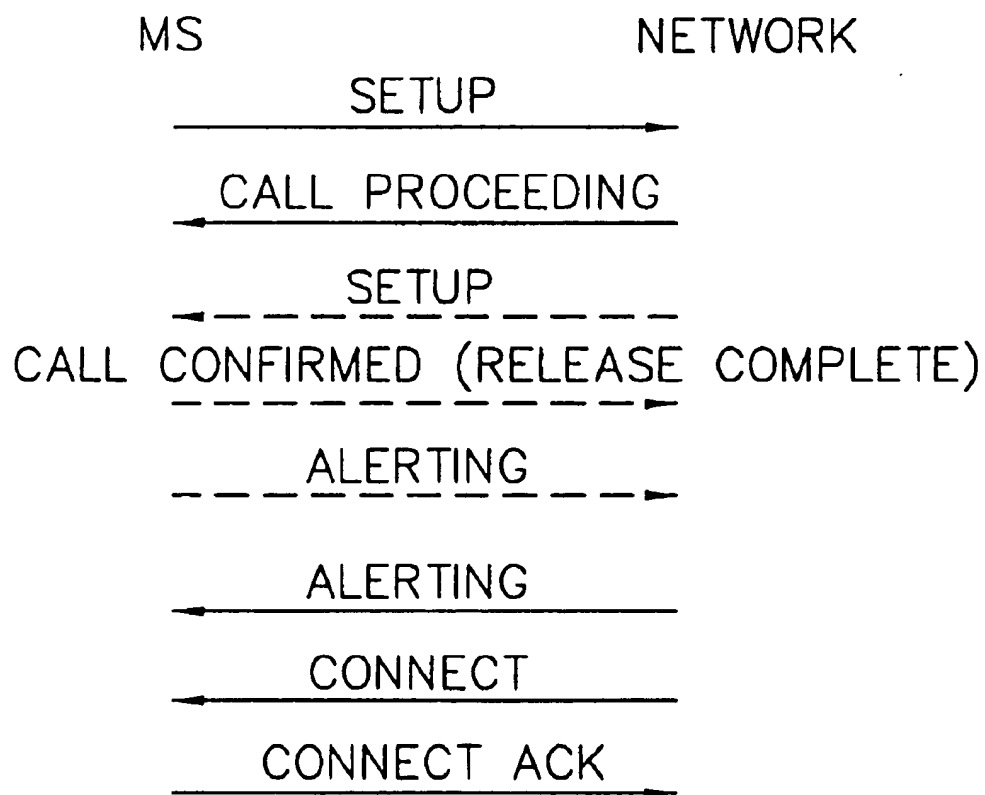 MS NETWORK
SETUP
CALL PROCEEDING
SETUP
CALL CONFIRMED (RELEASE COMPLETE)
ALERTING
ALERTING
CONNECT
CONNECT ACK